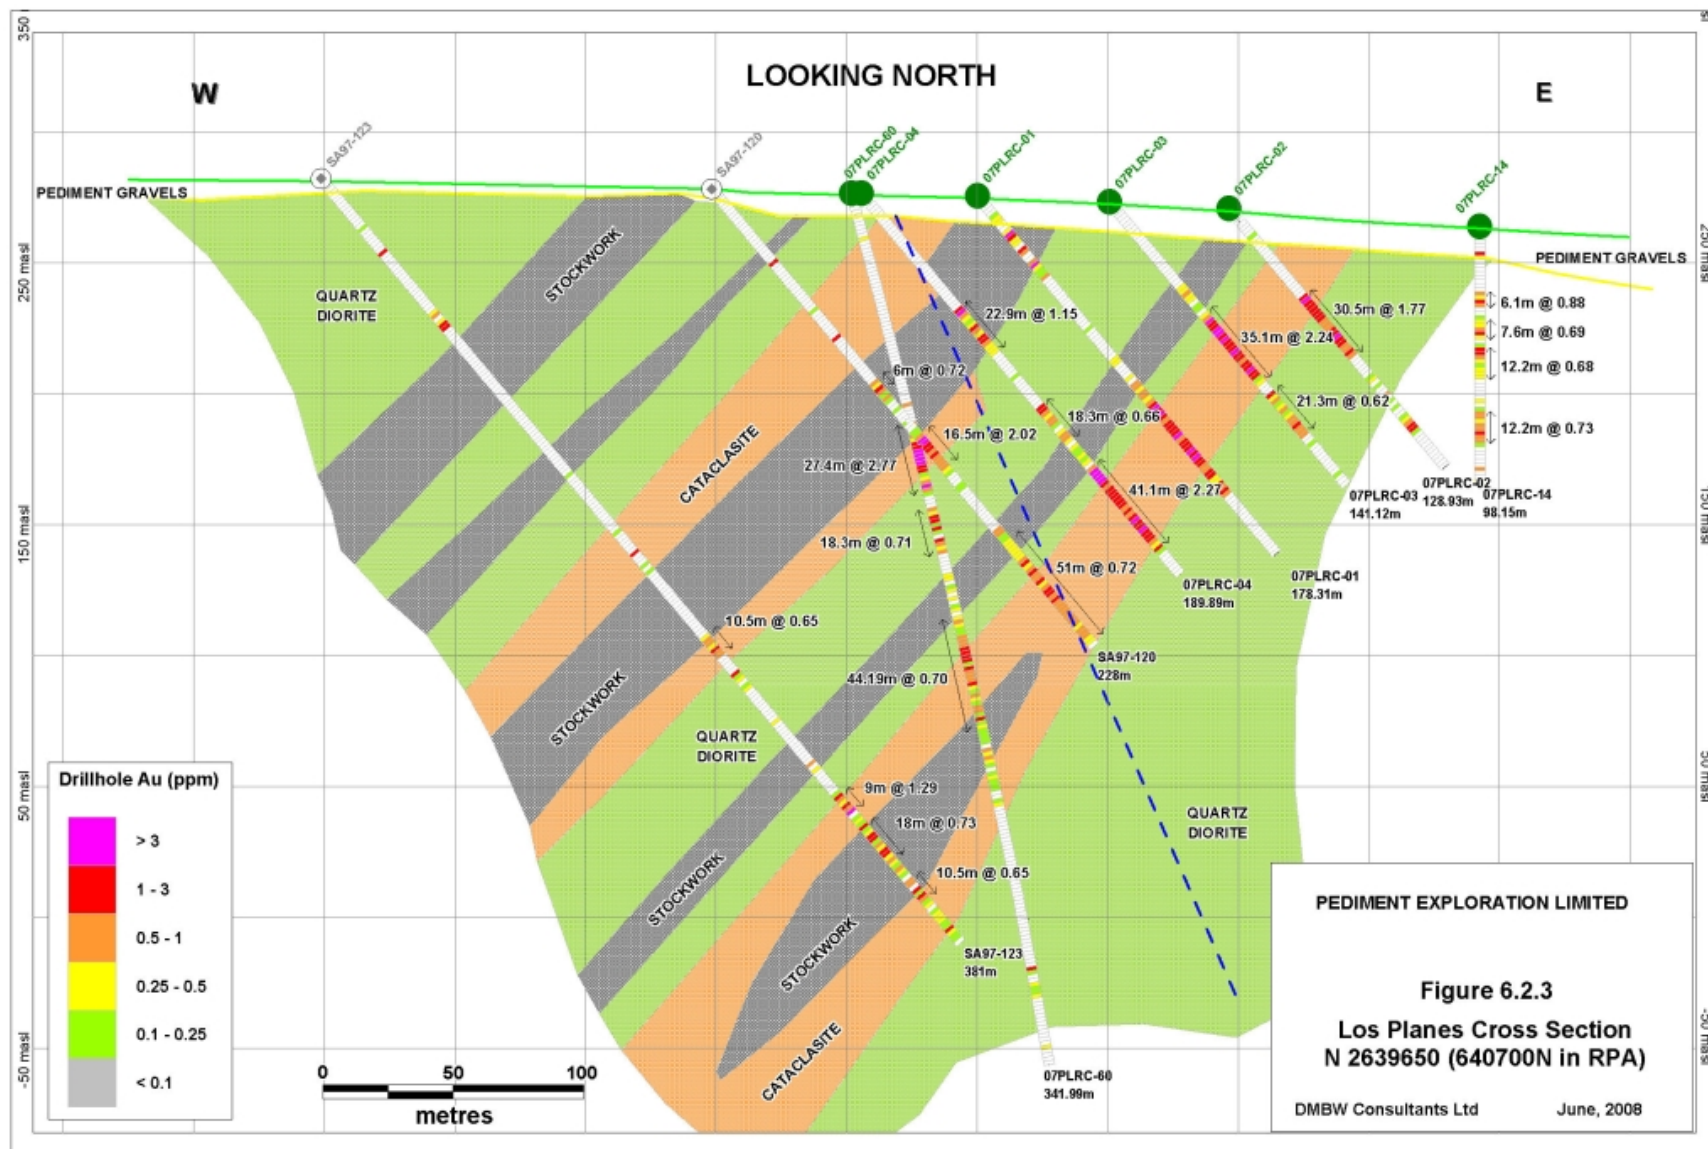 350
LOOKING NORTH
W
E
SA97-123
SA97-120
07PLRC-60
07PLRC-04
07PLRC-01
07PLRC-03
07PLRC-02
07PLRC-14
PEDIMENT GRAVELS
PEDIMENT GRAVELS
250 masl
250 masl
QUARTZ
DIORITE
STOCKWORK
22.9m @ 1.15
30.5m @ 1.77
35.1m @ 2.24
6.1m @ 0.88
7.6m @ 0.69
12.2m @ 0.68
6m @ 0.72
21.3m @ 0.62
18.3m @ 0.66
12.2m @ 0.73
16.5m @ 2.02
CATACLASITE
27.4m @ 2.77
41.1m @ 2.27
07PLRC-03
141.12m
07PLRC-02
128.93m
07PLRC-14
98.15m
150 masl
150 masl
18.3m @ 0.71
51m @ 0.72
07PLRC-04
189.89m
07PLRC-01
178.31m
10.5m @ 0.65
SA97-120
228m
44.19m @ 0.70
STOCKWORK
QUARTZ
DIORITE
50 masl
50 masl
9m @ 1.29
18m @ 0.73
QUARTZ
DIORITE
10.5m @ 0.65
STOCKWORK
STOCKWORK
SA97-123
381m
CATACLASITE
-50 masl
-50 masl
07PLRC-60
341.99m
Drillhole Au (ppm)
> 3
1 - 3
0.5 - 1
0.25 - 0.5
0.1 - 0.25
< 0.1
0 50 100
metres
PEDIMENT EXPLORATION LIMITED
Figure 6.2.3
Los Planes Cross Section
N 2639650 (640700N in RPA)
DMBW Consultants Ltd June, 2008